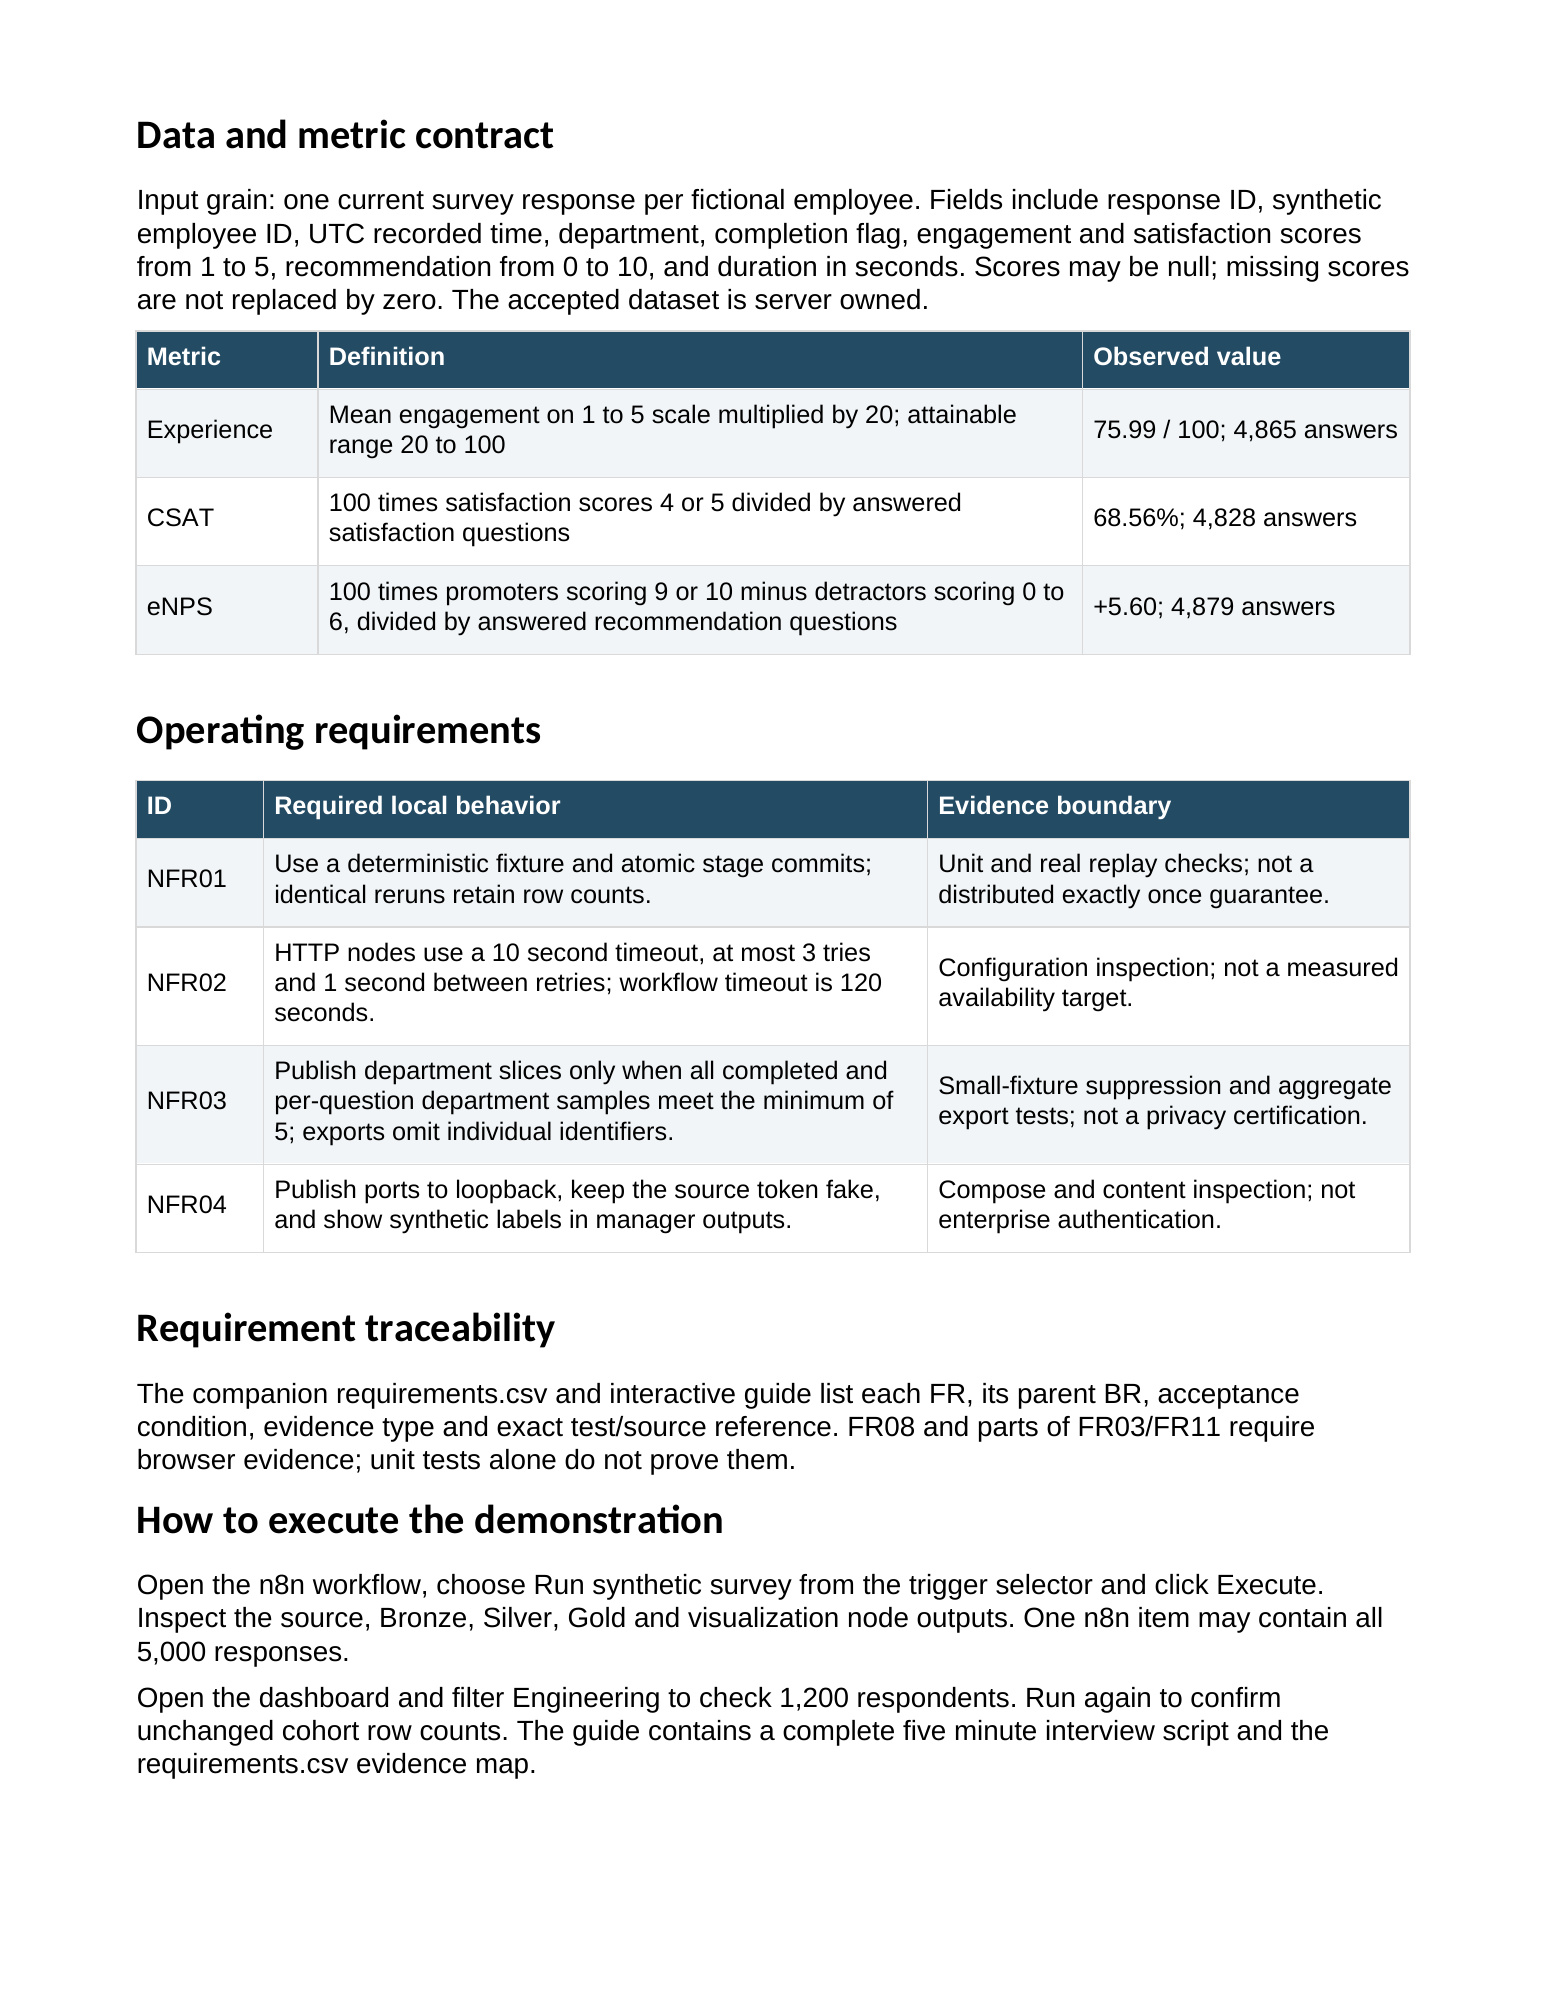 Data and metric contract
Input grain: one current survey response per fictional employee. Fields include response ID, synthetic
employee ID, UTC recorded time, department, completion flag, engagement and satisfaction scores
from 1 to 5, recommendation from 0 to 10, and duration in seconds. Scores may be null; missing scores
are not replaced by zero. The accepted dataset is server owned.
Metric Definition Observed value
Experience Mean engagement on 1 to 5 scale multiplied by 20; attainable
range 20 to 100 75.99 / 100; 4,865 answers
CSAT 100 times satisfaction scores 4 or 5 divided by answered
satisfaction questions 68.56%; 4,828 answers
eNPS 100 times promoters scoring 9 or 10 minus detractors scoring 0 to
6, divided by answered recommendation questions +5.60; 4,879 answers
Operating requirements
ID Required local behavior Evidence boundary
NFR01 Use a deterministic fixture and atomic stage commits;
identical reruns retain row counts.
Unit and real replay checks; not a
distributed exactly once guarantee.
NFR02 HTTP nodes use a 10 second timeout, at most 3 tries
and 1 second between retries; workflow timeout is 120
seconds.
Configuration inspection; not a measured
availability target.
NFR03 Publish department slices only when all completed and
per-question department samples meet the minimum of
5; exports omit individual identifiers.
Small-fixture suppression and aggregate
export tests; not a privacy certification.
NFR04 Publish ports to loopback, keep the source token fake,
and show synthetic labels in manager outputs.
Compose and content inspection; not
enterprise authentication.
Requirement traceability
The companion requirements.csv and interactive guide list each FR, its parent BR, acceptance
condition, evidence type and exact test/source reference. FR08 and parts of FR03/FR11 require
browser evidence; unit tests alone do not prove them.
How to execute the demonstration
Open the n8n workflow, choose Run synthetic survey from the trigger selector and click Execute.
Inspect the source, Bronze, Silver, Gold and visualization node outputs. One n8n item may contain all
5,000 responses.
Open the dashboard and filter Engineering to check 1,200 respondents. Run again to confirm
unchanged cohort row counts. The guide contains a complete five minute interview script and the
requirements.csv evidence map.